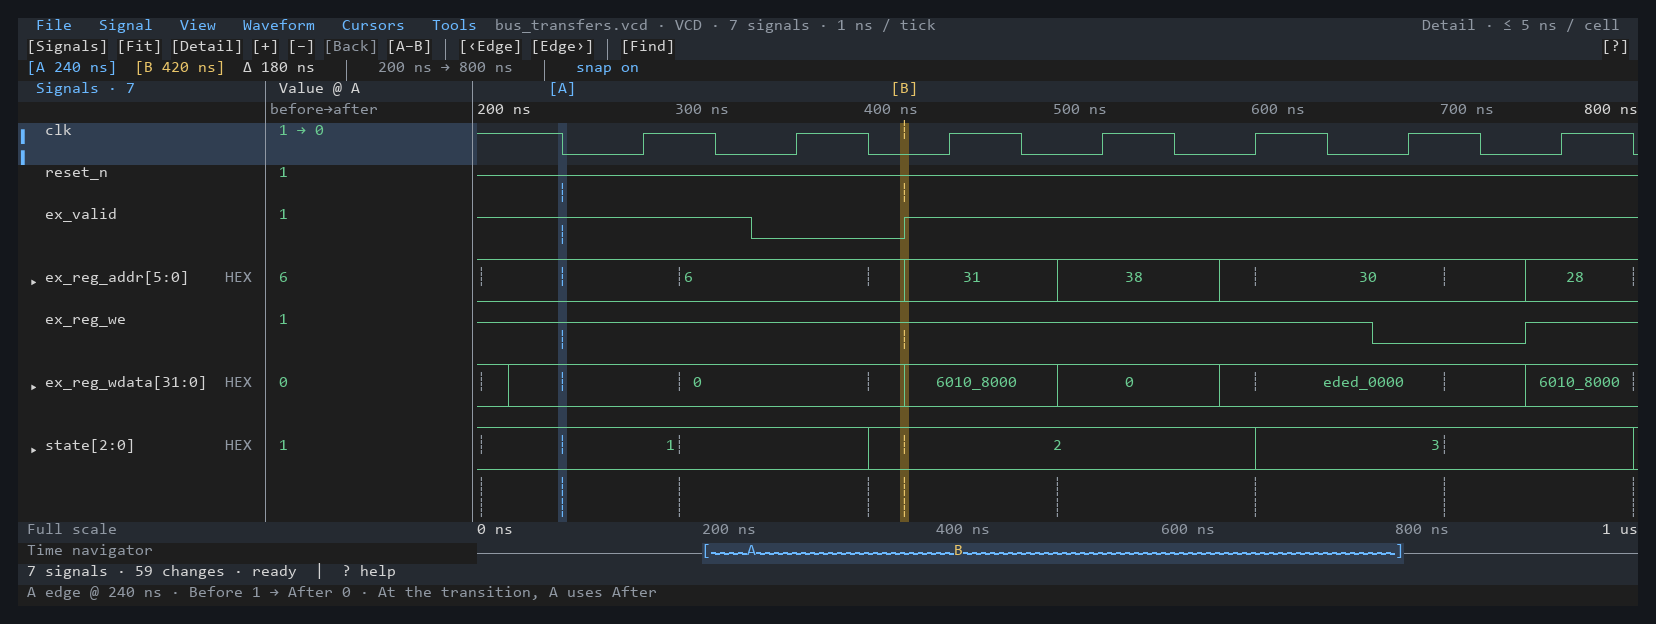 File Signal View Waveform Cursors Tools bus_transfers.vcd · VCD · 7 signals · 1 ns / tick Detail · ≤ 5 ns / cell
[Signals] [Fit] [Detail] [+] [−] [Back] [A−B] │ [‹Edge] [Edge›] │ [Find] [?]
[A 240 ns] [B 420 ns] Δ 180 ns │ 200 ns → 800 ns │ snap on
Signals · 7 Value @ A [A] [B]
before→after 200 ns 300 ns 400 ns 500 ns 600 ns 700 ns 800 ns
clk 1 → 0
reset_n 1
ex_valid 1
▸ ex_reg_addr[5:0] HEX 6 6 31 38 30 28
ex_reg_we 1
▸ ex_reg_wdata[31:0] HEX 0 0 6010_8000 0 eded_0000 6010_8000
▸ state[2:0] HEX 1 1 2 3
Full scale 0 ns 200 ns 400 ns 600 ns 800 ns 1 us
Time navigator [A B]
7 signals · 59 changes · ready | ? help
A edge @ 240 ns · Before 1 → After 0 · At the transition, A uses After